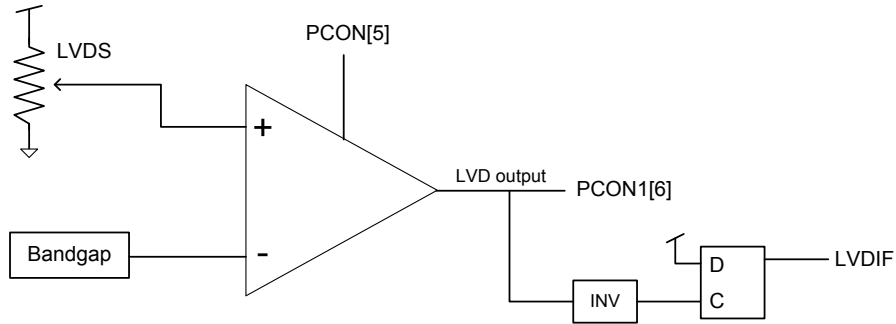 PCON[5]
LVDS
+
LVD output
PCON1[6]
-
Bandgap
D
LVDIF
INV
C